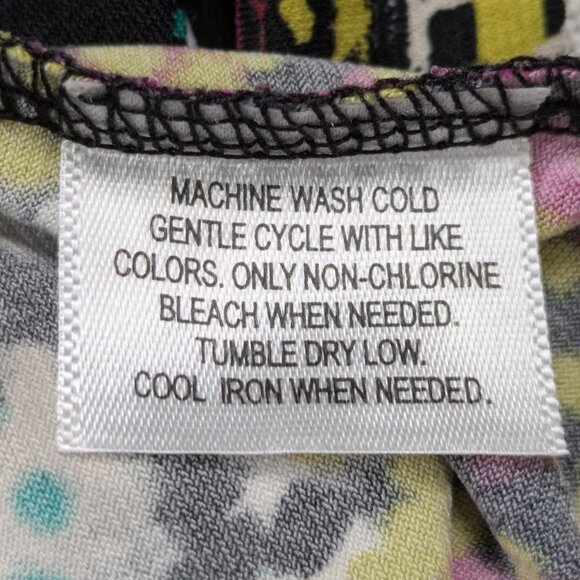 MACHINE WASH COLD
GENTLE CYCLE WITH LIKE
COLORS. ONLY NON-CHLORINE
BLEACH WHEN NEEDED.
TUMBLE DRY LOW.
COOL IRON WHEN NEEDED.